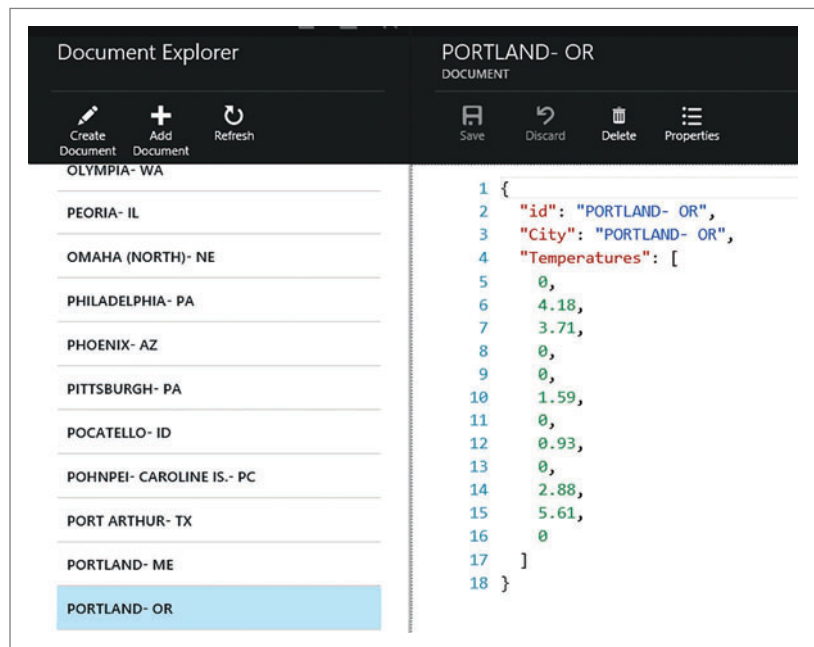 Document Explorer
Create Document
Add Document
Refresh
OLYMPIA- WA
PEORIA- IL
OMAHA (NORTH)- NE
PHILADELPHIA- PA
PHOENIX- AZ
PITTSBURGH- PA
POCATELLO- ID
POHNPEI- CAROLINE IS.- PC
PORT ARTHUR- TX
PORTLAND- ME
PORTLAND- OR
PORTLAND- OR
DOCUMENT
Save
Discard
Delete
Properties
1 {
2 "id": "PORTLAND- OR",
3 "City": "PORTLAND- OR",
4 "Temperatures": [
5 0,
6 4.18,
7 3.71,
8 0,
9 0,
10 1.59,
11 0,
12 0.93,
13 0,
14 2.88,
15 5.61,
16 0
17 ]
18 }